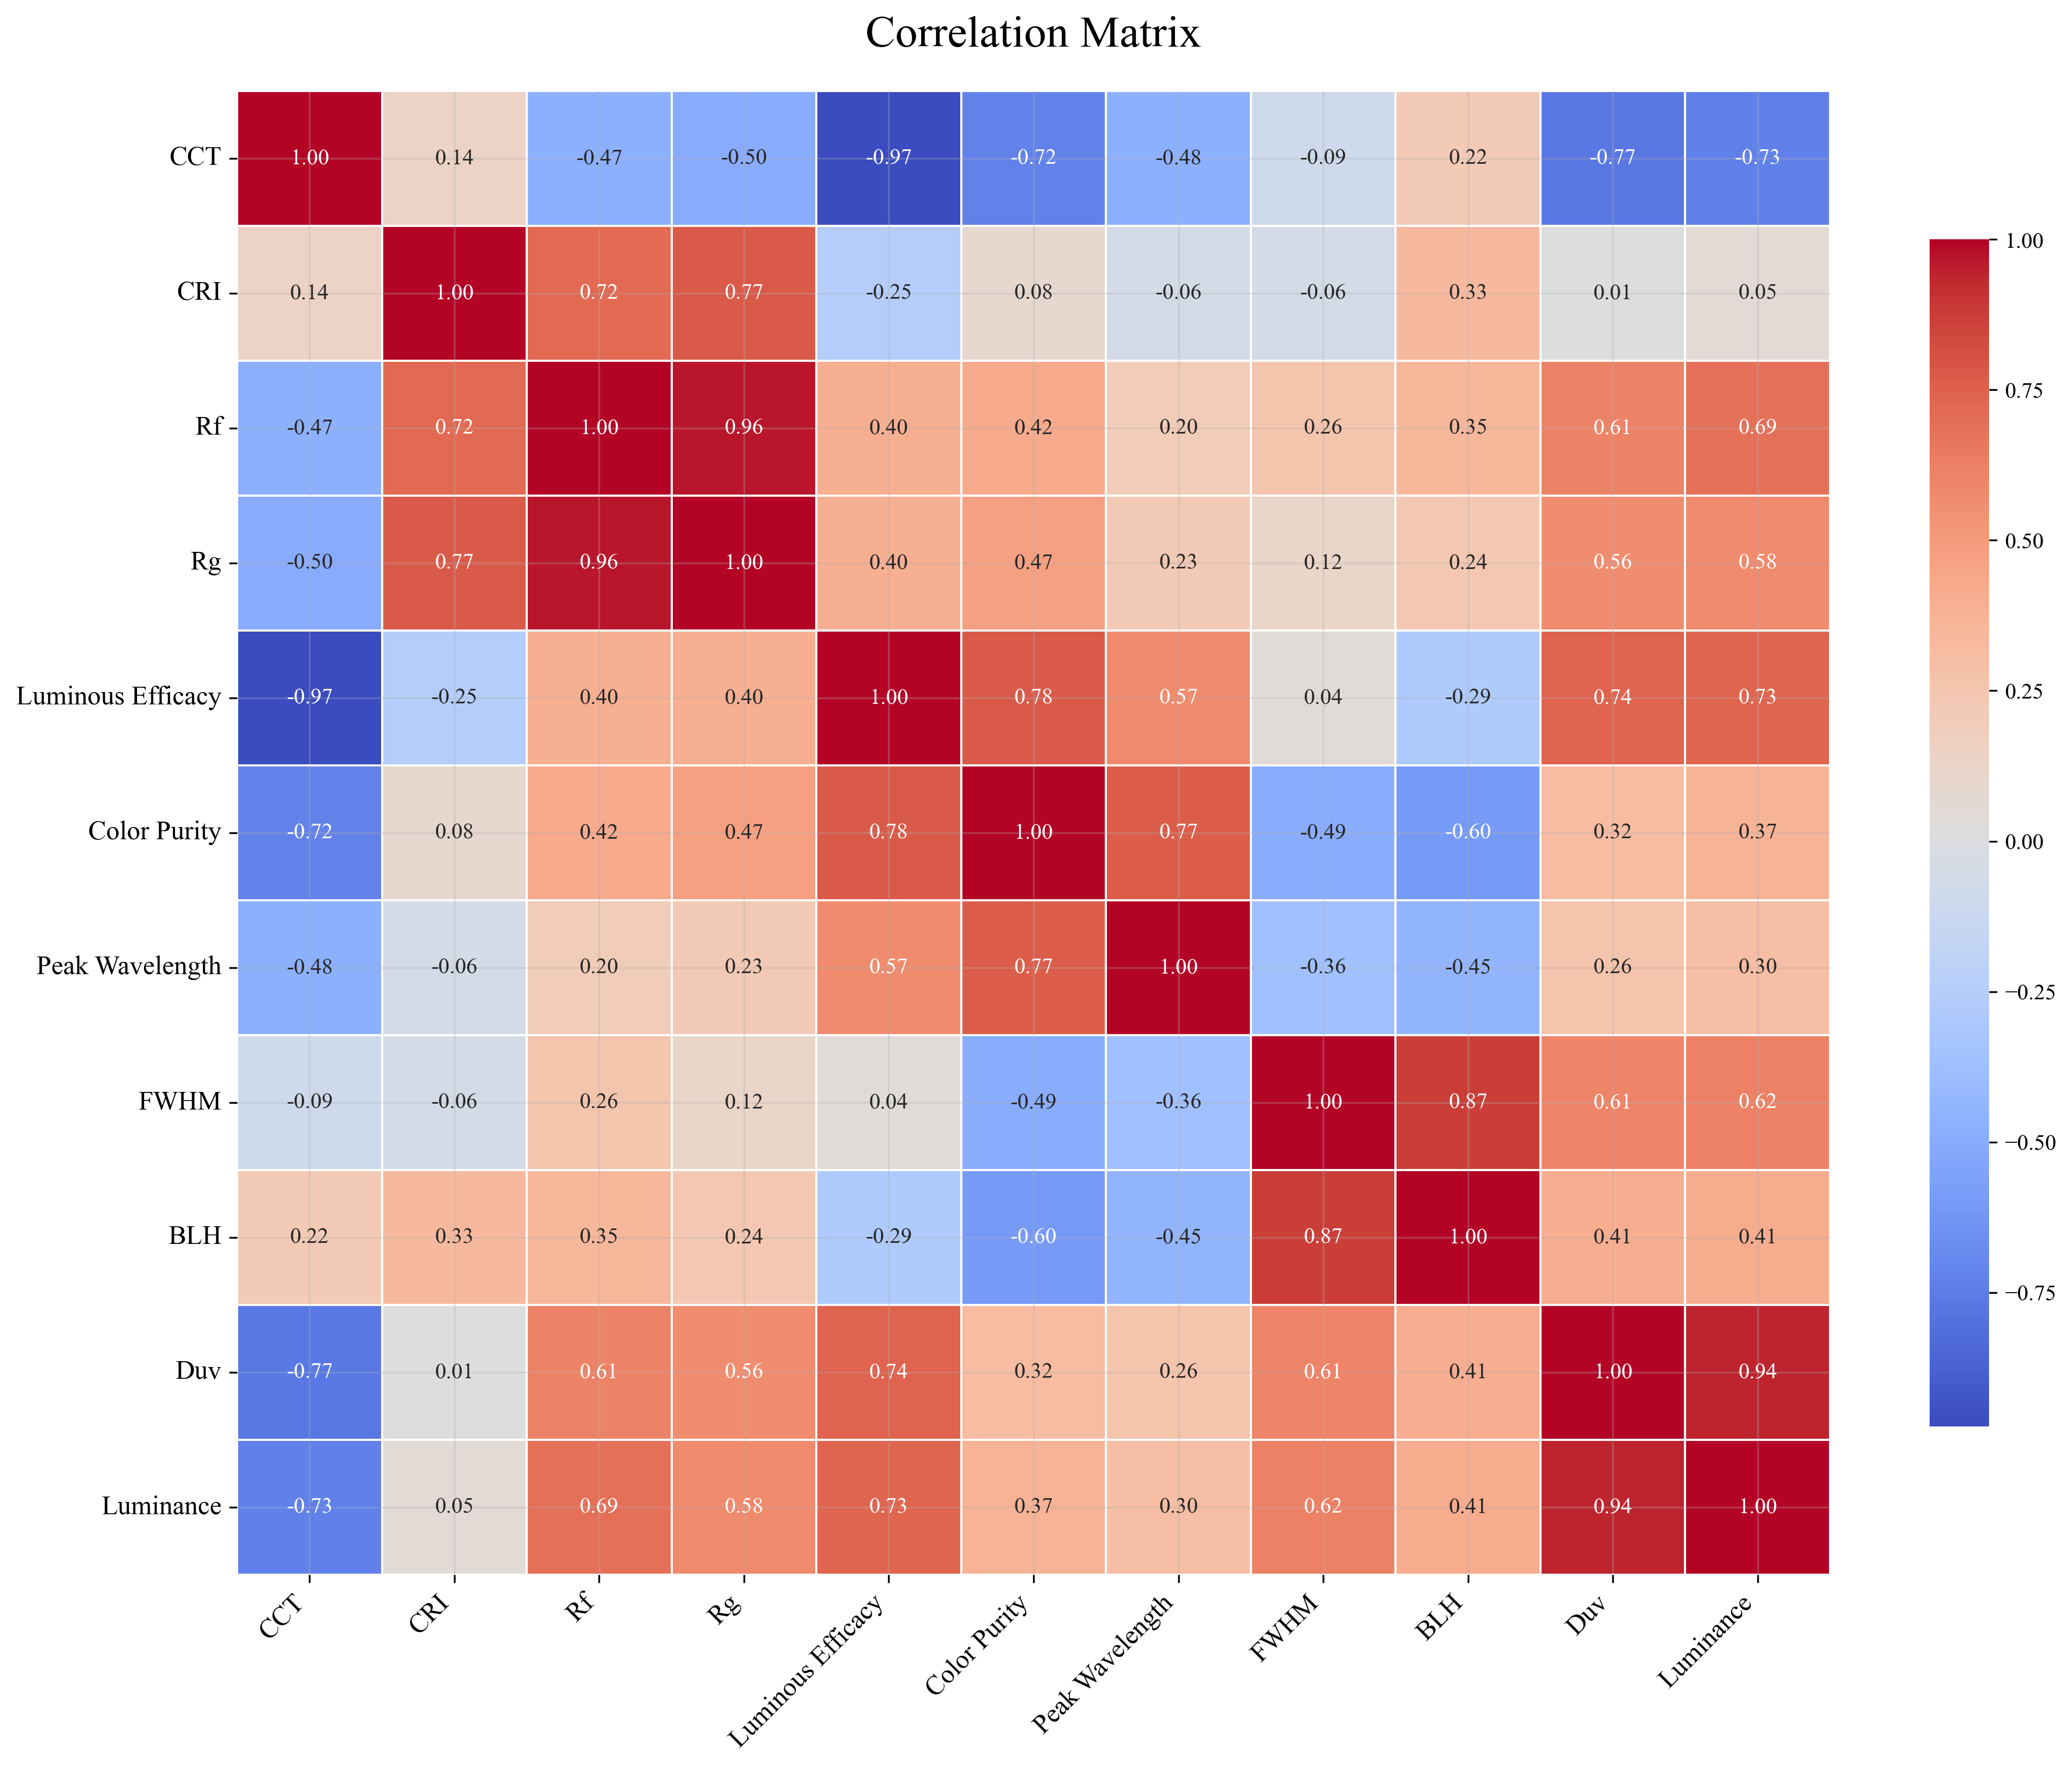 Correlation Matrix
CCT 1.00 0.14 -0.47 -0.50 -0.97 -0.72 -0.48 -0.09 0.22 -0.77 -0.73
CRI 0.14 1.00 0.72 0.77 -0.25 0.08 -0.06 -0.06 0.33 0.01 0.05
Rf -0.47 0.72 1.00 0.96 0.40 0.42 0.20 0.26 0.35 0.61 0.69
Rg -0.50 0.77 0.96 1.00 0.40 0.47 0.23 0.12 0.24 0.56 0.58
Luminous Efficacy -0.97 -0.25 0.40 0.40 1.00 0.78 0.57 0.04 -0.29 0.74 0.73
Color Purity -0.72 0.08 0.42 0.47 0.78 1.00 0.77 -0.49 -0.60 0.32 0.37
Peak Wavelength -0.48 -0.06 0.20 0.23 0.57 0.77 1.00 -0.36 -0.45 0.26 0.30
FWHM -0.09 -0.06 0.26 0.12 0.04 -0.49 -0.36 1.00 0.87 0.61 0.62
BLH 0.22 0.33 0.35 0.24 -0.29 -0.60 -0.45 0.87 1.00 0.41 0.41
Duv -0.77 0.01 0.61 0.56 0.74 0.32 0.26 0.61 0.41 1.00 0.94
Luminance -0.73 0.05 0.69 0.58 0.73 0.37 0.30 0.62 0.41 0.94 1.00
CCT CRI Rf Rg Luminous Efficacy Color Purity Peak Wavelength FWHM BLH Duv Luminance
1.00
0.75
0.50
0.25
0.00
−0.25
−0.50
−0.75